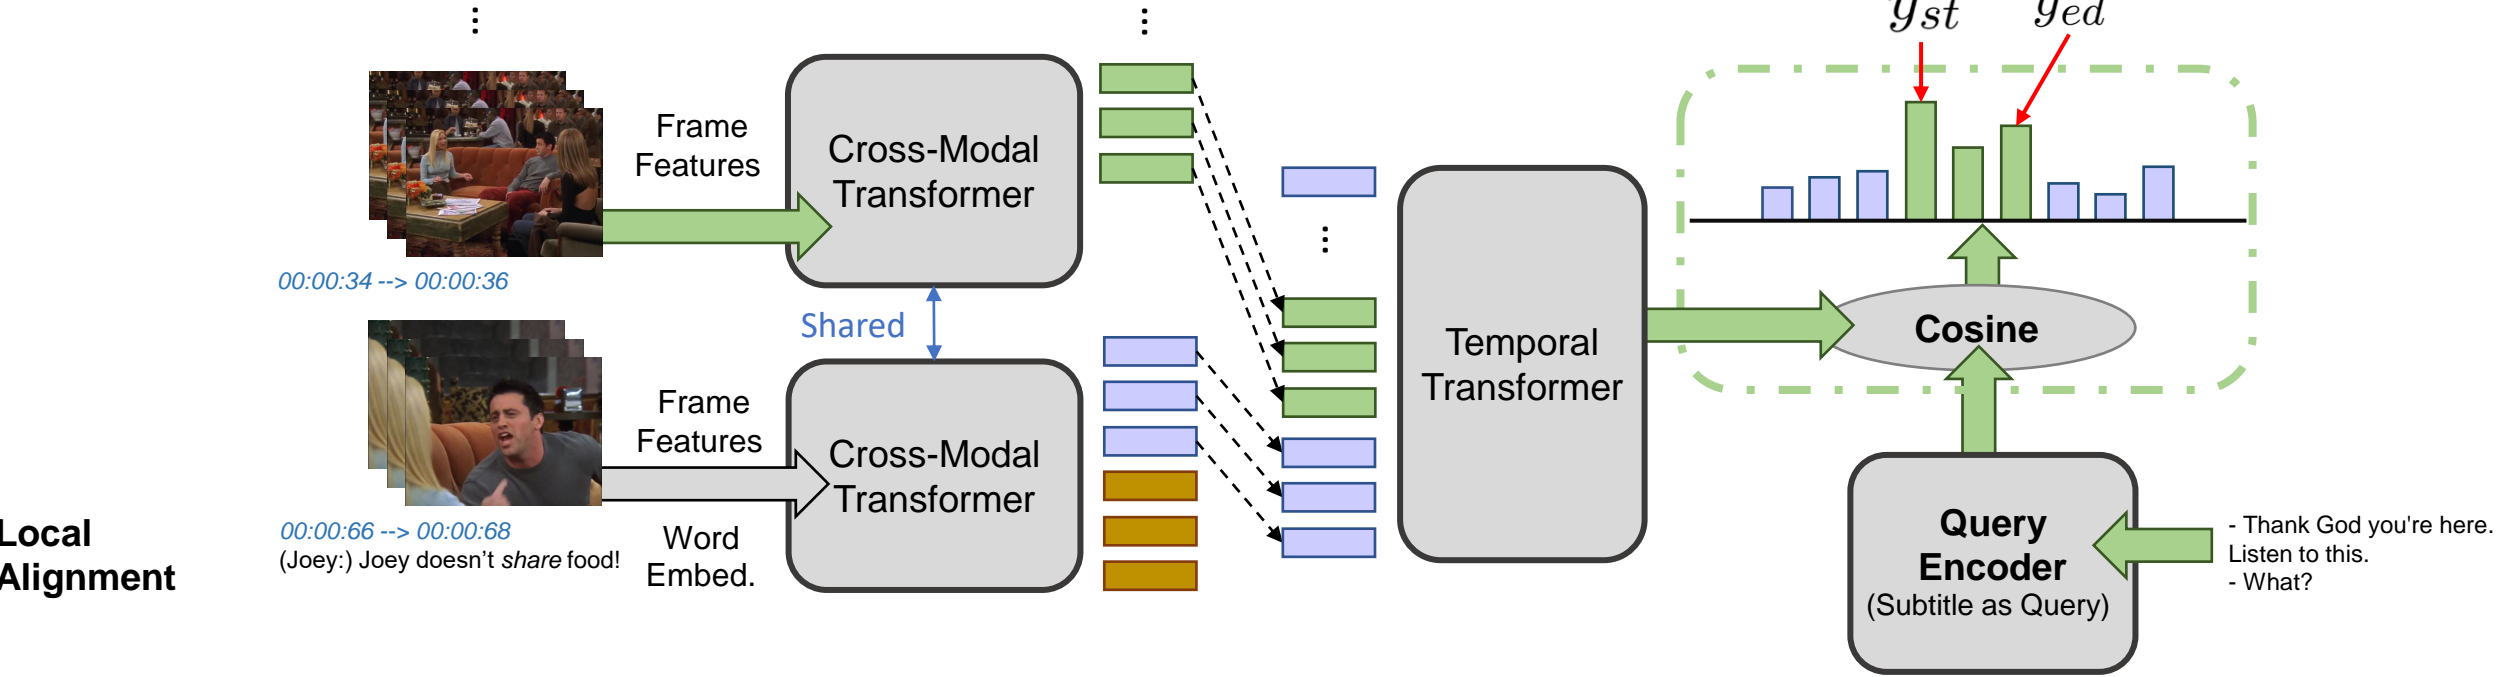 y_st y_ed
Frame
Features
Cross-Modal
Transformer
00:00:34 --> 00:00:36
Shared
Temporal
Transformer
Cosine
Frame
Features
Cross-Modal
Transformer
Local
Alignment
00:00:66 --> 00:00:68
(Joey:) Joey doesn't share food!
Word
Embed.
Query
Encoder
(Subtitle as Query)
- Thank God you're here.
Listen to this.
- What?